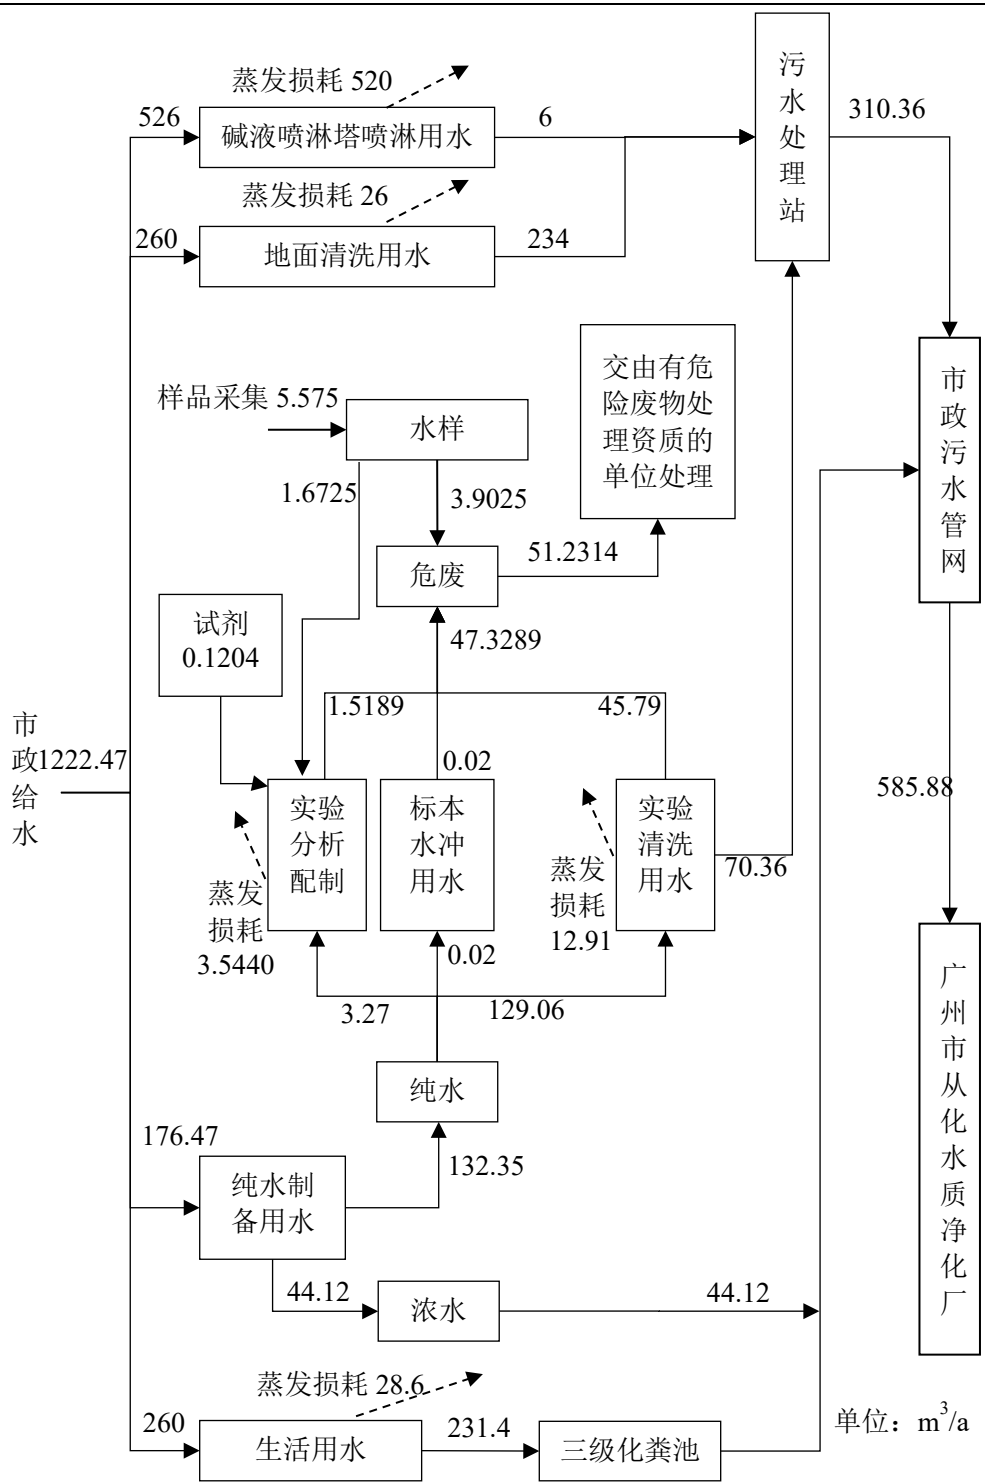 蒸发损耗 520
526
碱液喷淋塔喷淋用水
6
污水处理站
310.36
蒸发损耗 26
260
地面清洗用水
234
样品采集 5.575
水样
交由有危
险废物处
理资质的
单位处理
市政污水管网
1.6725
3.9025
危废
51.2314
试剂
0.1204
47.3289
1.5189
45.79
市政给水
1222.47
0.02
585.88
实验
分析
配制
标本
水冲
用水
实验
清洗
用水
70.36
蒸发
损耗
3.5440
蒸发
损耗
12.91
0.02
3.27
129.06
广州市从化水质净化厂
纯水
176.47
132.35
纯水制
备用水
44.12
浓水
44.12
蒸发损耗 28.6
260
生活用水
231.4
三级化粪池
单位：m³/a